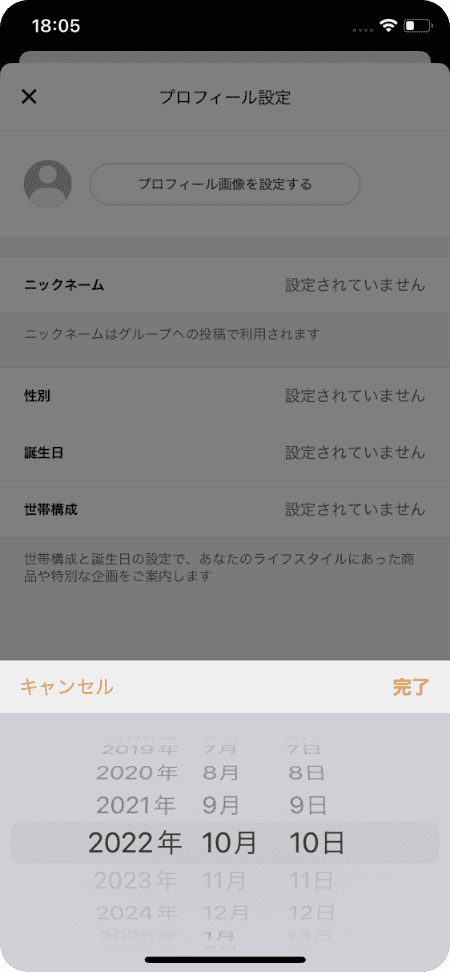 18:05
プロフィール設定
プロフィール画像を設定する
ニックネーム 設定されていません
ニックネームはグループへの投稿で利用されます
性別 設定されていません
誕生日 設定されていません
世帯構成 設定されていません
世帯構成と誕生日の設定で、あなたのライフスタイルにあった商
品や特別な企画をご案内します
キャンセル 完了
2019年 7月 7日
2020年 8月 8日
2021年 9月 9日
2022年 10月 10日
2023年 11月 11日
2024年 12月 12日
2025年 1月 13日